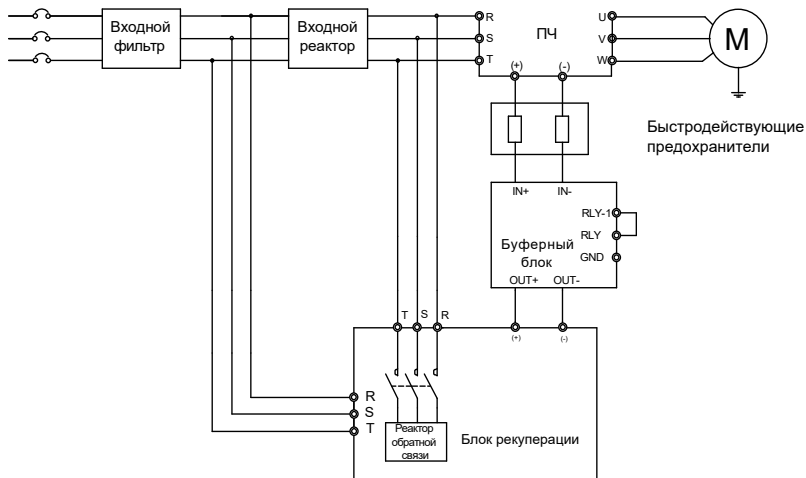 Входной
фильтр
Входной
реактор
R
S
T
ПЧ
(+)
(-)
U
V
W
M
Быстродействующие
предохранители
IN+
IN-
RLY-1
RLY
GND
Буферный
блок
OUT+
OUT-
T
S
R
(+)
(-)
R
S
T
Реактор
обратной
связи
Блок рекуперации